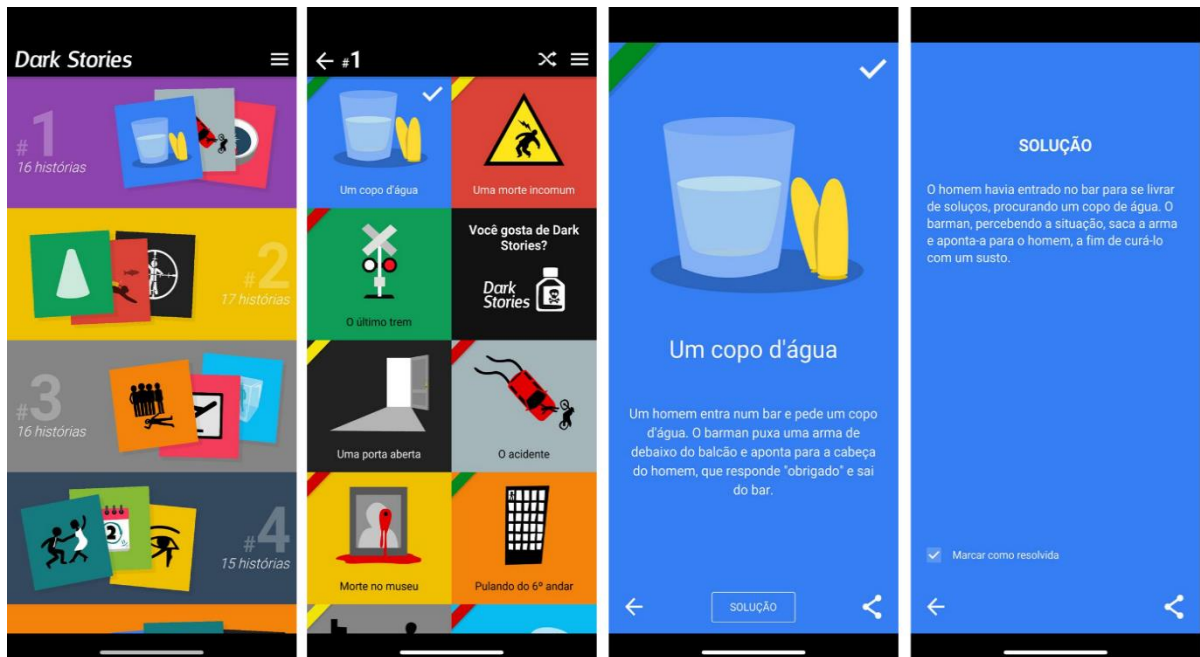 Dark Stories
#1
16 histórias
#2
17 histórias
#3
16 histórias
#4
15 histórias
#1
Um copo d'água
Uma morte incomum
O último trem
Você gosta de Dark
Stories?
Dark
Stories
Uma porta aberta
O acidente
2
Morte no museu
Pulando do 6º andar
Um copo d'água
Um homem entra num bar e pede um copo
d'água. O barman puxa uma arma de
debaixo do balcão e aponta para a cabeça
do homem, que responde "obrigado" e sai
do bar.
SOLUÇÃO
SOLUÇÃO
O homem havia entrado no bar para se livrar
de soluços, procurando um copo de água. O
barman, percebendo a situação, saca a arma
e aponta-a para o homem, a fim de curá-lo
com um susto.
Marcar como resolvida